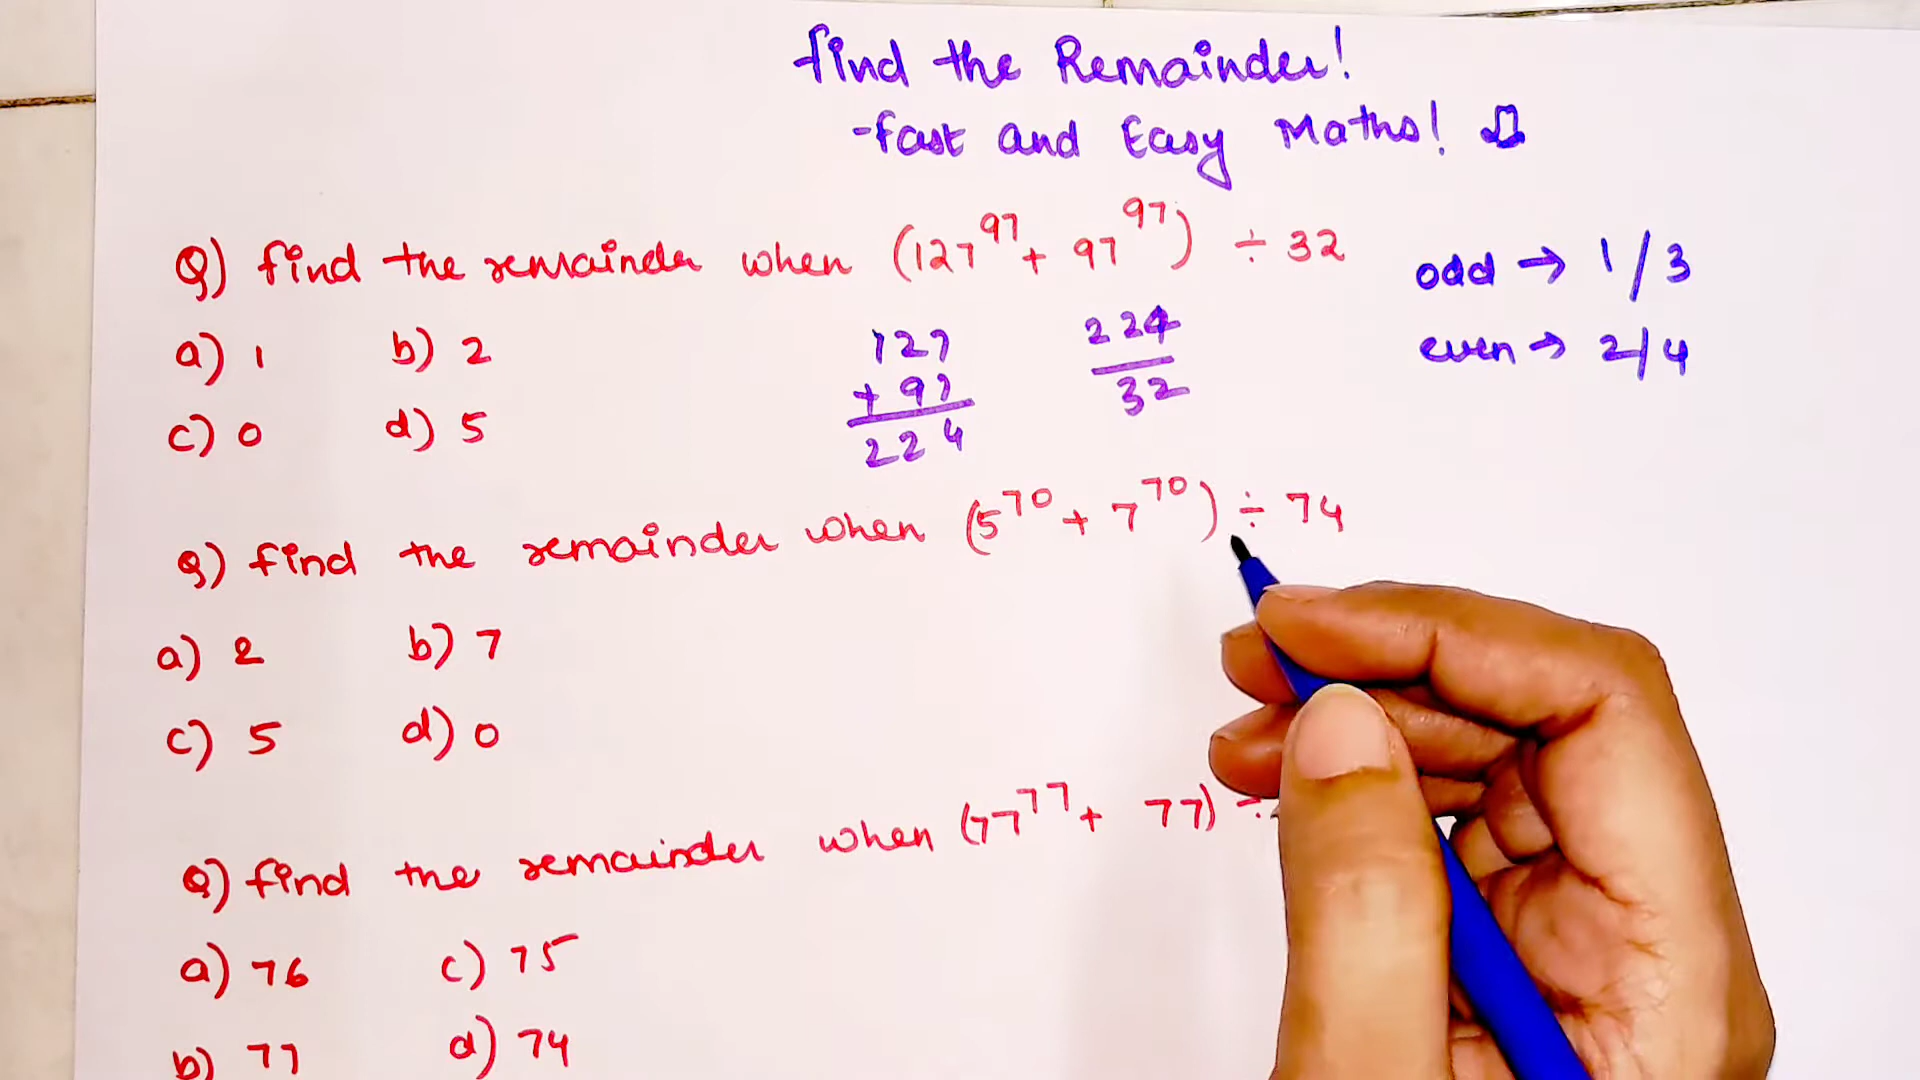 Find the Remainder!
-Fast and Easy Maths!
Q) find the remainder when (127^97 + 97^97) ÷ 32
a) 1 b) 2
c) 0 d) 5
127
+ 97
224
224
32
odd → 1/3
even → 2/4
Q) find the remainder when (5^70 + 7^70) ÷ 74
a) 2 b) 7
c) 5 d) 0
Q) find the remainder when (77^77 + 77) ÷
a) 76 c) 75
b) 77 d) 74